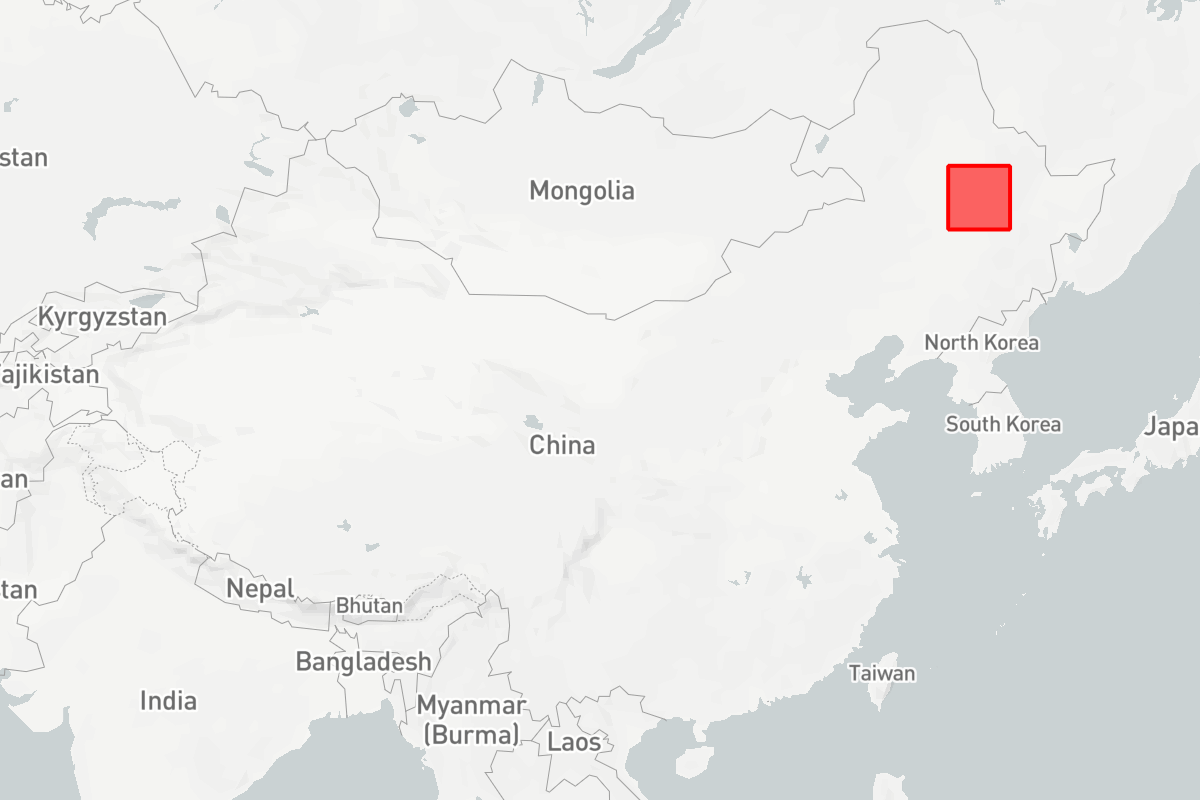 stan
Mongolia
Kyrgyzstan
North Korea
ajikistan
South Korea
Japa
China
an
tan
Nepal
Bhutan
Bangladesh
Taiwan
India
Myanmar
(Burma)
Laos